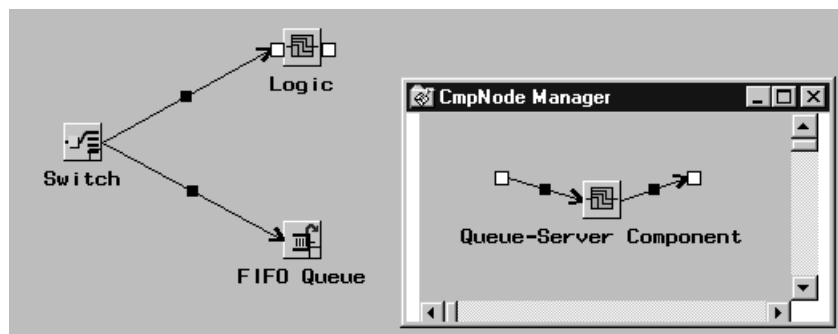 Logic
Switch
FIFO Queue
CmpNode Manager
Queue-Server Component